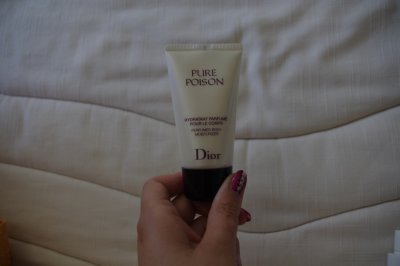 PURE
POISON
HYDRATANT PARFUMÉ
POUR LE CORPS
PERFUMED BODY
MOISTURIZER
Dior